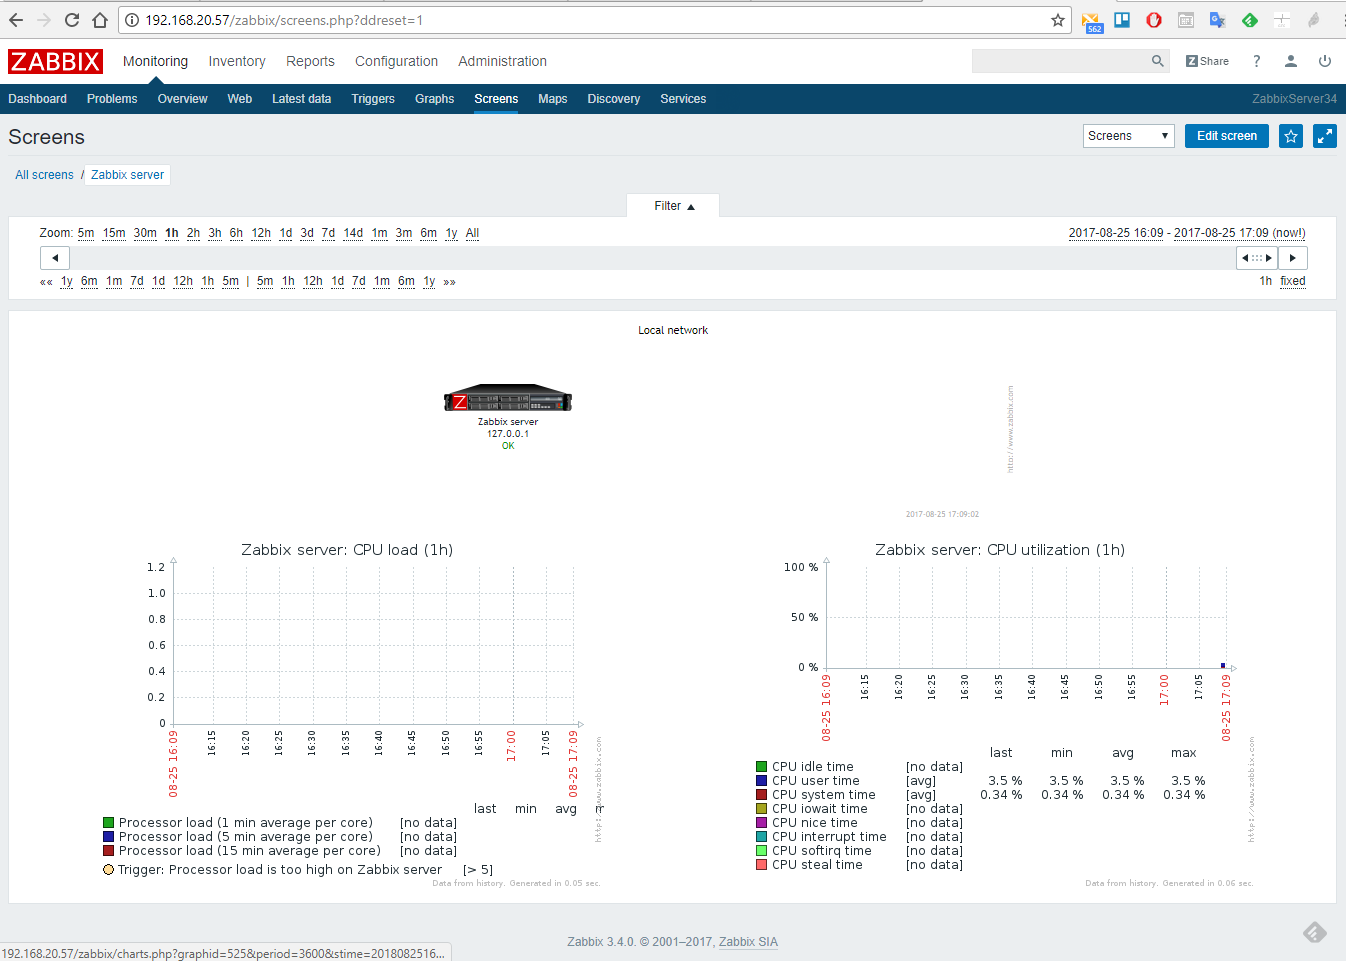 192.168.20.57/zabbix/screens.php?ddreset=1
562
ZABBIX Monitoring Inventory Reports Configuration Administration Z Share ?
Dashboard Problems Overview Web Latest data Triggers Graphs Screens Maps Discovery Services ZabbixServer34
Screens Screens Edit screen
All screens / Zabbix server
Filter
Zoom: 5m 15m 30m 1h 2h 3h 6h 12h 1d 3d 7d 14d 1m 3m 6m 1y All 2017-08-25 16:09 - 2017-08-25 17:09 (now!)
«« 1y 6m 1m 7d 1d 12h 1h 5m | 5m 1h 12h 1d 7d 1m 6m 1y »» 1h fixed
Local network
Z
Zabbix server
127.0.0.1
OK
http://www.zabbix.com
2017-08-25 17:09:02
Zabbix server: CPU load (1h)
1.2
1.0
0.8
0.6
0.4
0.2
0
08-25 16:09 16:15 16:20 16:25 16:30 16:35 16:40 16:45 16:50 16:55 17:00 17:05 08-25 17:09
http://www.zabbix.com
last min avg
Processor load (1 min average per core) [no data]
Processor load (5 min average per core) [no data]
Processor load (15 min average per core) [no data]
Trigger: Processor load is too high on Zabbix server [> 5]
Data from history. Generated in 0.05 sec.
Zabbix server: CPU utilization (1h)
100 %
50 %
0 %
08-25 16:09 16:15 16:20 16:25 16:30 16:35 16:40 16:45 16:50 16:55 17:00 17:05 08-25 17:09
http://www.zabbix.com
last min avg max
CPU idle time [no data]
CPU user time [avg] 3.5 % 3.5 % 3.5 % 3.5 %
CPU system time [avg] 0.34 % 0.34 % 0.34 % 0.34 %
CPU iowait time [no data]
CPU nice time [no data]
CPU interrupt time [no data]
CPU softirq time [no data]
CPU steal time [no data]
Data from history. Generated in 0.06 sec.
Zabbix 3.4.0. © 2001–2017, Zabbix SIA
192.168.20.57/zabbix/charts.php?graphid=525&period=3600&stime=2018082516...